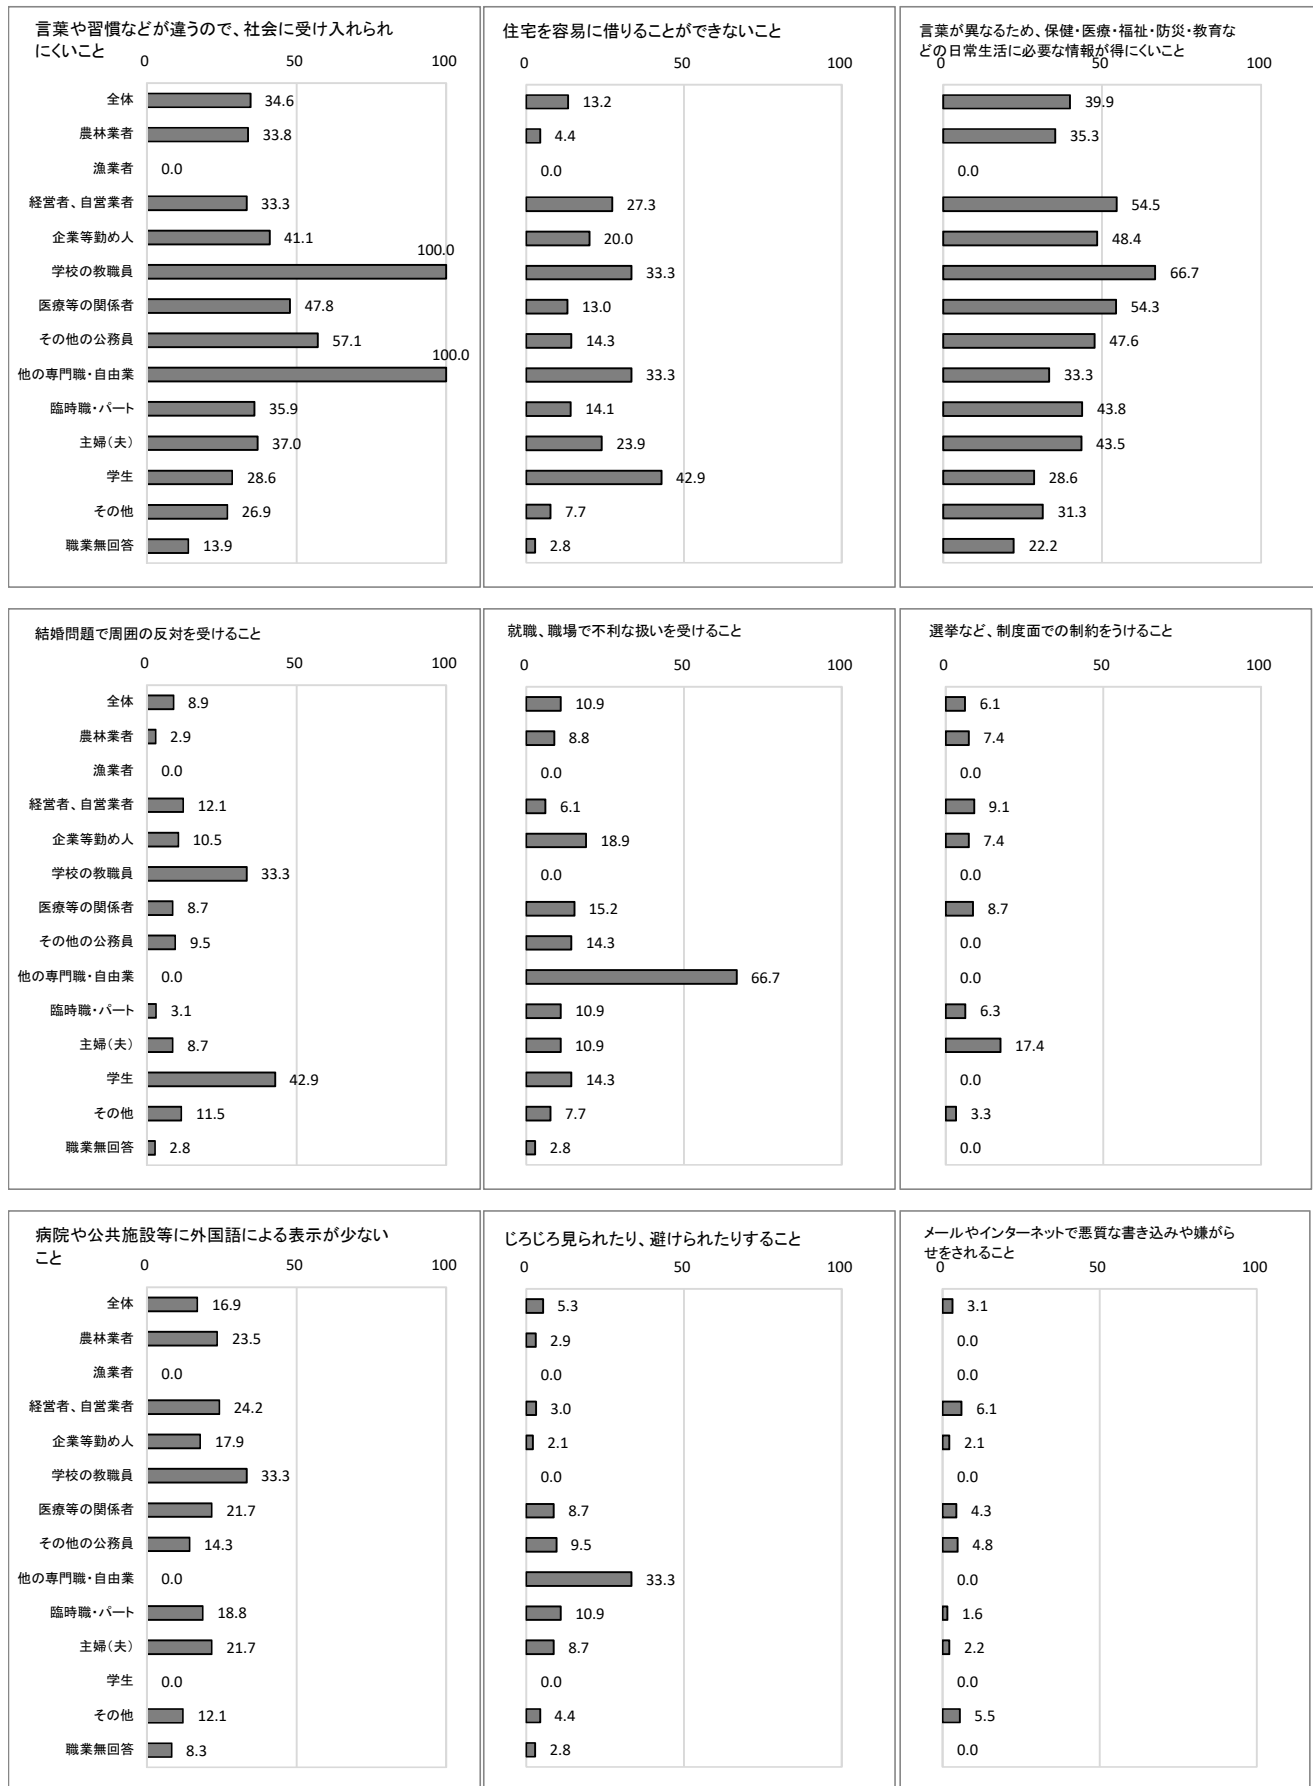 言葉や習慣などが違うので、社会に受け入れられ
にくいこと
0 50 100
全体 34.6
農林業者 33.8
漁業者 0.0
経営者、自営業者 33.3
企業等勤め人 41.1
学校の教職員 100.0
医療等の関係者 47.8
その他の公務員 57.1
他の専門職・自由業 100.0
臨時職・パート 35.9
主婦(夫) 37.0
学生 28.6
その他 26.9
職業無回答 13.9
住宅を容易に借りることができないこと
0 50 100
13.2
4.4
0.0
27.3
20.0
33.3
13.0
14.3
33.3
14.1
23.9
42.9
7.7
2.8
言葉が異なるため、保健・医療・福祉・防災・教育な
どの日常生活に必要な情報が得にくいこと
0 50 100
39.9
35.3
0.0
54.5
48.4
66.7
54.3
47.6
33.3
43.8
43.5
28.6
31.3
22.2
結婚問題で周囲の反対を受けること
0 50 100
全体 8.9
農林業者 2.9
漁業者 0.0
経営者、自営業者 12.1
企業等勤め人 10.5
学校の教職員 33.3
医療等の関係者 8.7
その他の公務員 9.5
他の専門職・自由業 0.0
臨時職・パート 3.1
主婦(夫) 8.7
学生 42.9
その他 11.5
職業無回答 2.8
就職、職場で不利な扱いを受けること
0 50 100
10.9
8.8
0.0
6.1
18.9
0.0
15.2
14.3
66.7
10.9
10.9
14.3
7.7
2.8
選挙など、制度面での制約をうけること
0 50 100
6.1
7.4
0.0
9.1
7.4
0.0
8.7
0.0
0.0
6.3
17.4
0.0
3.3
0.0
病院や公共施設等に外国語による表示が少ない
こと
0 50 100
全体 16.9
農林業者 23.5
漁業者 0.0
経営者、自営業者 24.2
企業等勤め人 17.9
学校の教職員 33.3
医療等の関係者 21.7
その他の公務員 14.3
他の専門職・自由業 0.0
臨時職・パート 18.8
主婦(夫) 21.7
学生 0.0
その他 12.1
職業無回答 8.3
じろじろ見られたり、避けられたりすること
0 50 100
5.3
2.9
0.0
3.0
2.1
0.0
8.7
9.5
33.3
10.9
8.7
0.0
4.4
2.8
メールやインターネットで悪質な書き込みや嫌がら
せをされること
0 50 100
3.1
0.0
0.0
6.1
2.1
0.0
4.3
4.8
0.0
1.6
2.2
0.0
5.5
0.0